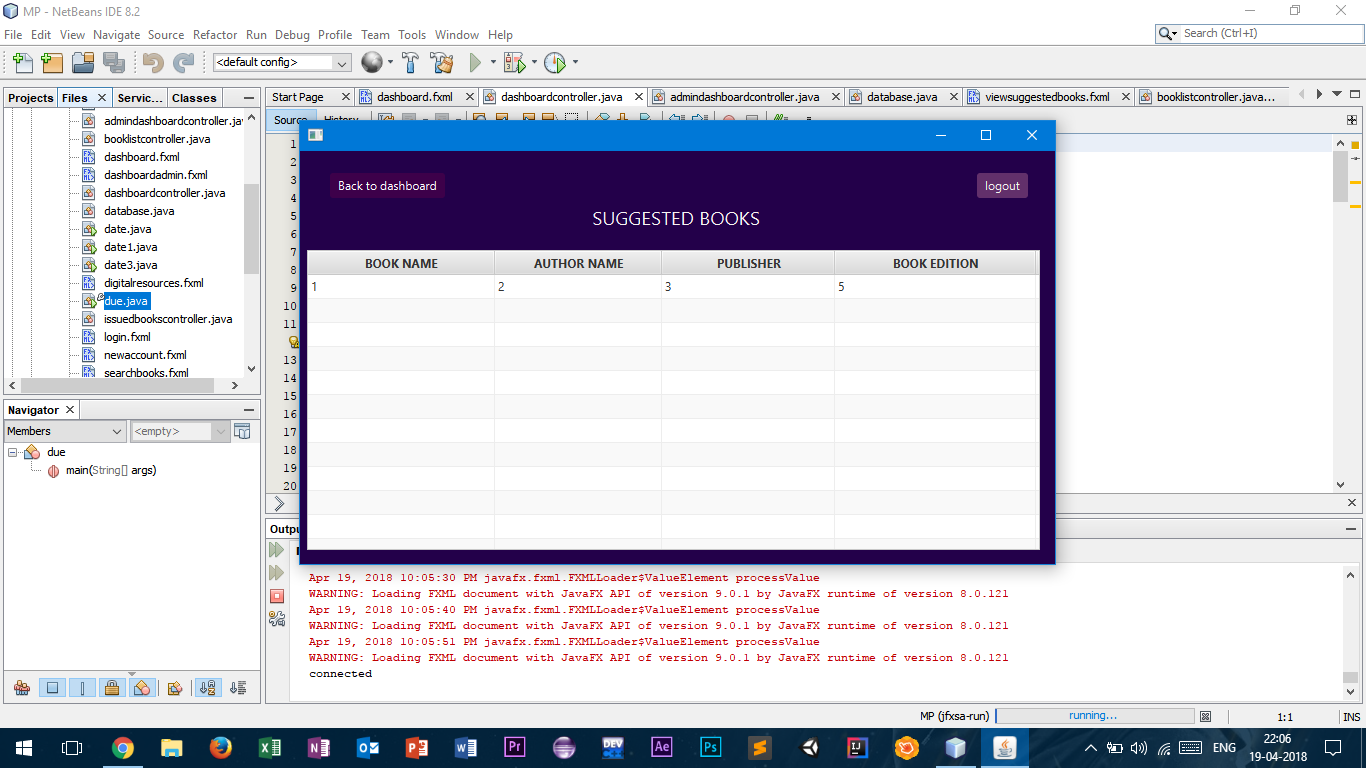 MP - NetBeans IDE 8.2
File Edit View Navigate Source Refactor Run Debug Profile Team Tools Window Help
Search (Ctrl+I)
<default config>
Projects Files Servic... Classes
Start Page dashboard.fxml dashboardcontroller.java admindashboardcontroller.java database.java viewsuggestedbooks.fxml booklistcontroller.java...
Source History
admindashboardcontroller.jav
booklistcontroller.java
dashboard.fxml
dashboardadmin.fxml
dashboardcontroller.java
database.java
date.java
date1.java
date3.java
digitalresources.fxml
due.java
issuedbookscontroller.java
login.fxml
newaccount.fxml
searchbooks.fxml
1
2
3
4
5
6
7
8
9
10
11
13
14
15
16
17
18
19
20
Back to dashboard
logout
SUGGESTED BOOKS
BOOK NAME AUTHOR NAME PUBLISHER BOOK EDITION
1 2 3 5
Navigator
Members <empty>
due
main(String[] args)
Apr 19, 2018 10:05:30 PM javafx.fxml.FXMLLoader$ValueElement processValue
WARNING: Loading FXML document with JavaFX API of version 9.0.1 by JavaFX runtime of version 8.0.121
Apr 19, 2018 10:05:40 PM javafx.fxml.FXMLLoader$ValueElement processValue
WARNING: Loading FXML document with JavaFX API of version 9.0.1 by JavaFX runtime of version 8.0.121
Apr 19, 2018 10:05:51 PM javafx.fxml.FXMLLoader$ValueElement processValue
WARNING: Loading FXML document with JavaFX API of version 9.0.1 by JavaFX runtime of version 8.0.121
connected
MP (jfxsa-run) running... 1:1 INS
Pr DEV Ae Ps IJ
ENG
22:06
19-04-2018